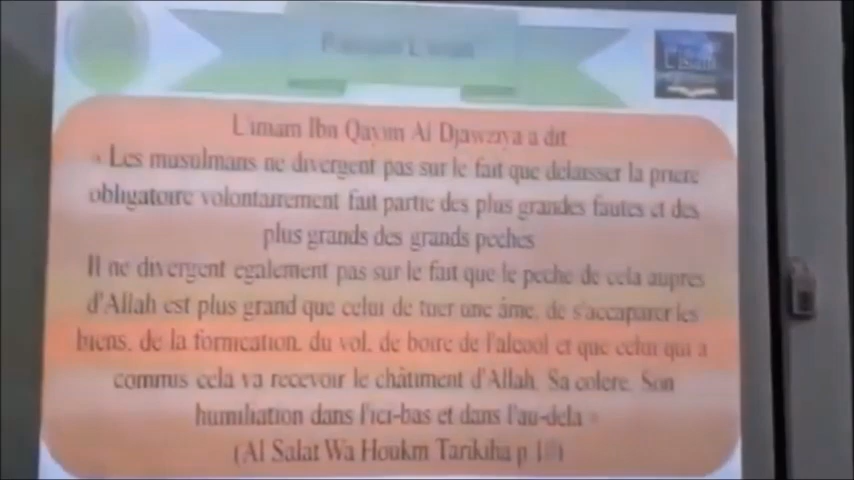 L'imam Ibn Qayim Al Djawziya a dit
« Les musulmans ne divergent pas sur le fait que delaisser la priere
obligatoire volontairement fait partie des plus grandes fautes et des
plus grands des grands peches
Il ne divergent egalement pas sur le fait que le peche de cela aupres
d'Allah est plus grand que celui de tuer une âme, de s'accaparer les
biens, de la fornication, du vol, de boire de l'alcool et que celui qui a
commis cela va recevoir le châtiment d'Allah, Sa colere, Son
humiliation dans l'ici-bas et dans l'au-dela »
(Al Salat Wa Houkm Tarikiha p